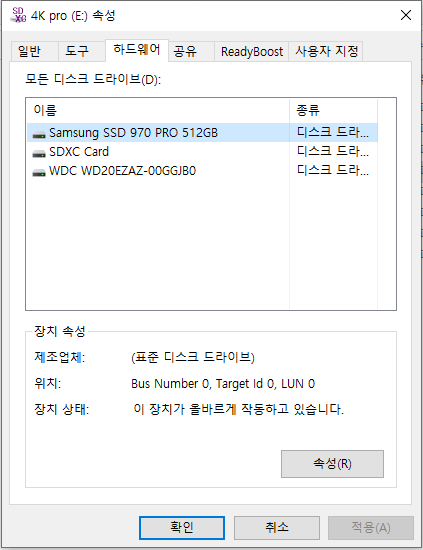 4K pro (E:) 속성
일반 도구 하드웨어 공유 ReadyBoost 사용자 지정
모든 디스크 드라이브(D):
이름 종류
Samsung SSD 970 PRO 512GB 디스크 드라...
SDXC Card 디스크 드라...
WDC WD20EZAZ-00GGJB0 디스크 드라...
장치 속성
제조업체: (표준 디스크 드라이브)
위치: Bus Number 0, Target Id 0, LUN 0
장치 상태: 이 장치가 올바르게 작동하고 있습니다.
속성(R)
확인 취소 적용(A)